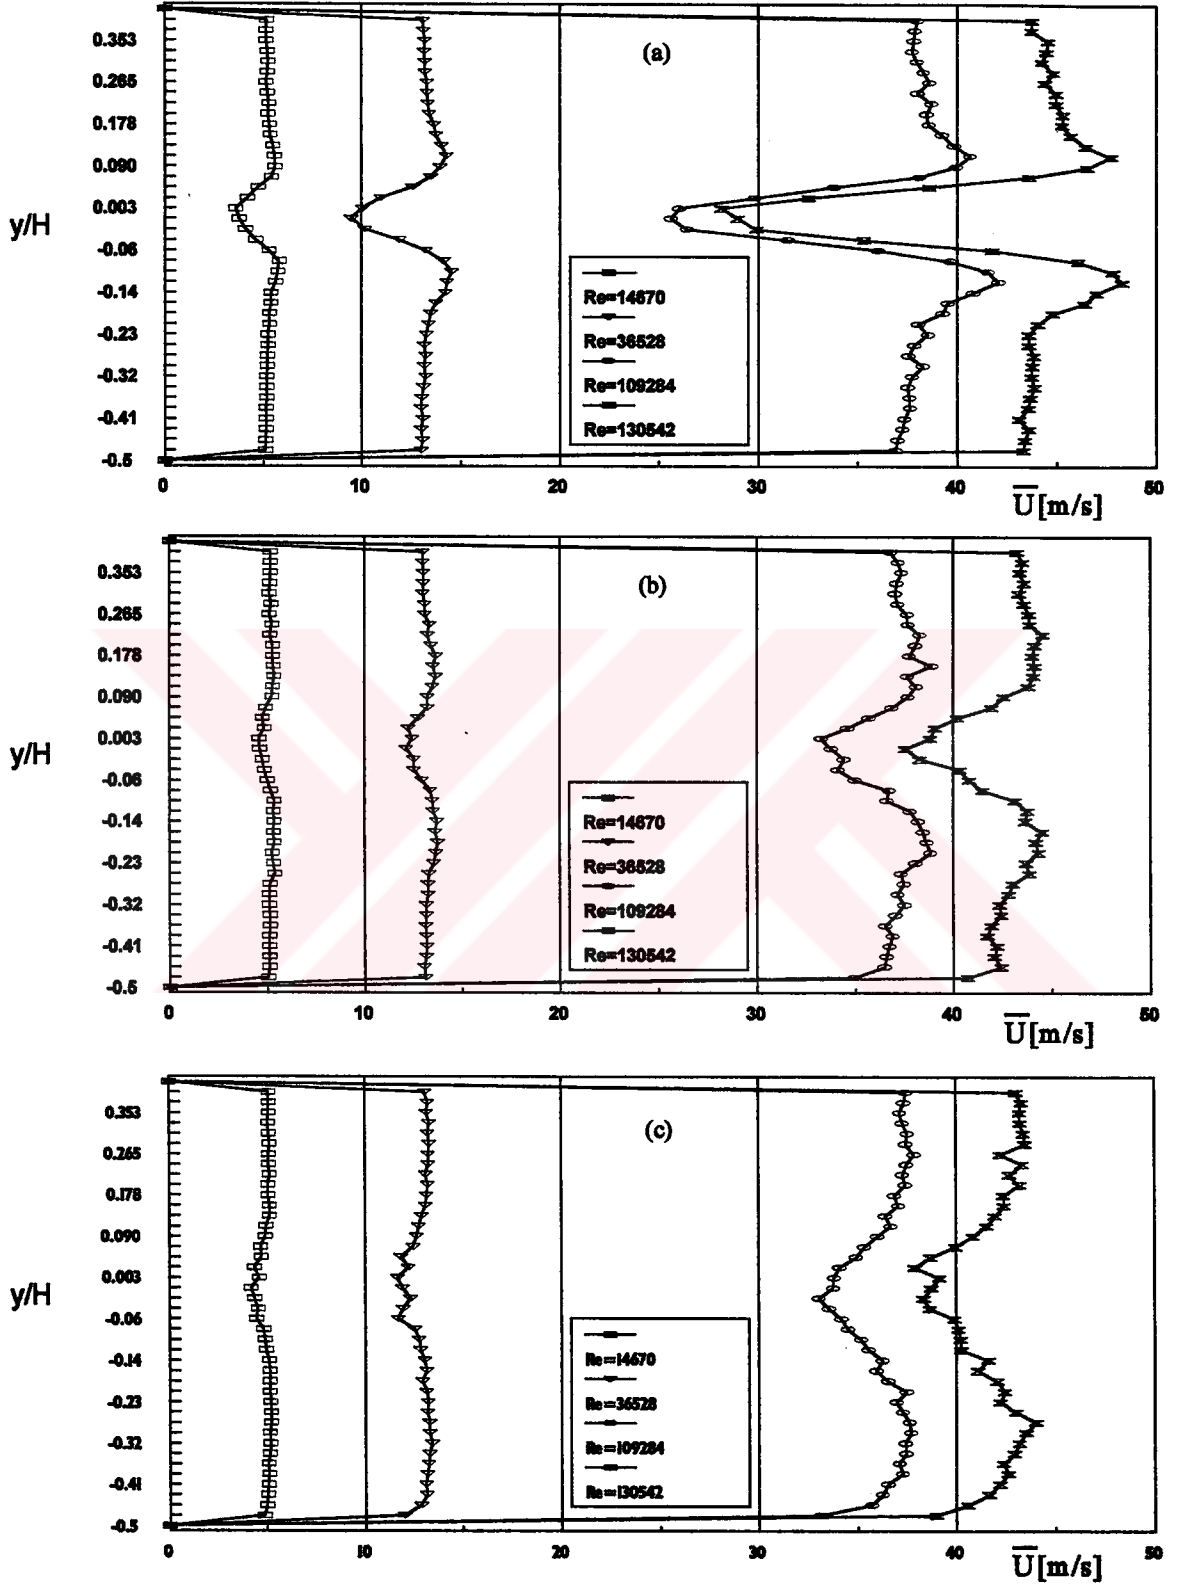 0.353
(a)
0.265
0.178
0.090
0.003
y/H
-0.06
-0.14
Re=14670
-0.23
Re=36528
-0.32
Re=109284
-0.41
Re=130542
-0.5
0 10 20 30 40 50
U[m/s]
0.353
(b)
0.265
0.178
0.090
0.003
y/H
-0.06
-0.14
Re=14670
-0.23
Re=36528
-0.32
Re=109284
-0.41
Re=130542
-0.5
0 10 20 30 40 50
U[m/s]
0.353
(c)
0.265
0.178
0.090
0.003
y/H
-0.06
-0.14
Re=14670
-0.23
Re=36528
-0.32
Re=109284
-0.41
Re=130542
-0.5
0 10 20 30 40 50
U[m/s]